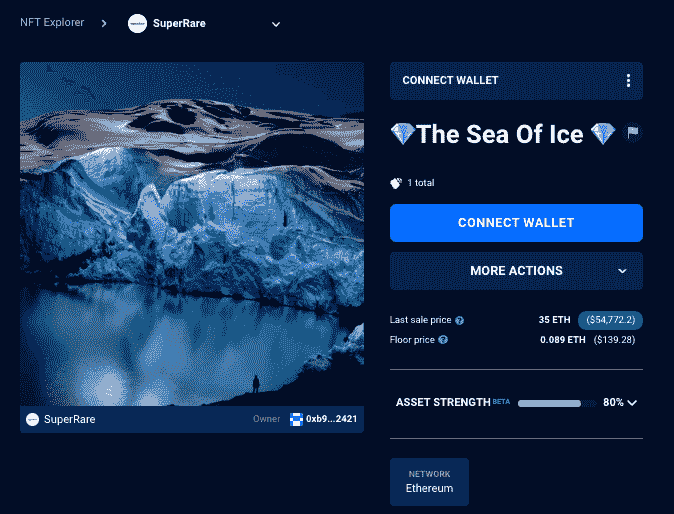 NFT Explorer
SuperRare
CONNECT WALLET
💎The Sea Of Ice 💎
1 total
CONNECT WALLET
MORE ACTIONS
Last sale price 35 ETH ($54,772.2)
Floor price 0.089 ETH ($139.28)
ASSET STRENGTH BETA 80%
SuperRare Owner 0xb9...2421
NETWORK
Ethereum